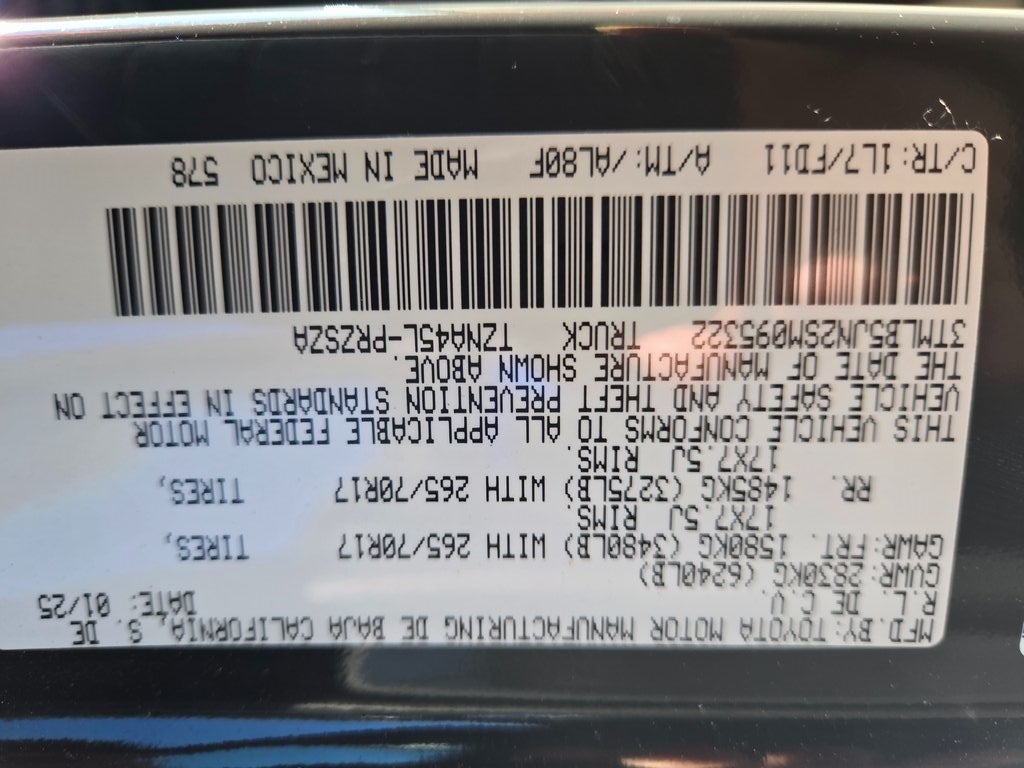 MFD.BY:TOYOTA MOTOR MANUFACTURING DE BAJA CALIFORNIA, S. DE
R.L. DE C.V. DATE: 01/25
GVWR:2830KG (6240LB)
GAWR:FRT. 1580KG (3480LB) WITH 265/70R17 TIRES,
17X7.5J RIMS.
RR. 1485KG (3275LB) WITH 265/70R17 TIRES,
17X7.5J RIMS.
THIS VEHICLE CONFORMS TO ALL APPLICABLE FEDERAL MOTOR
VEHICLE SAFETY AND THEFT PREVENTION STANDARDS IN EFFECT ON
THE DATE OF MANUFACTURE SHOWN ABOVE.
3TMLB5JN2SM095322 TRUCK TZNA45L-PRZSZA
C/TR:1L7/FD11 A/TM:/AL80F MADE IN MEXICO 578